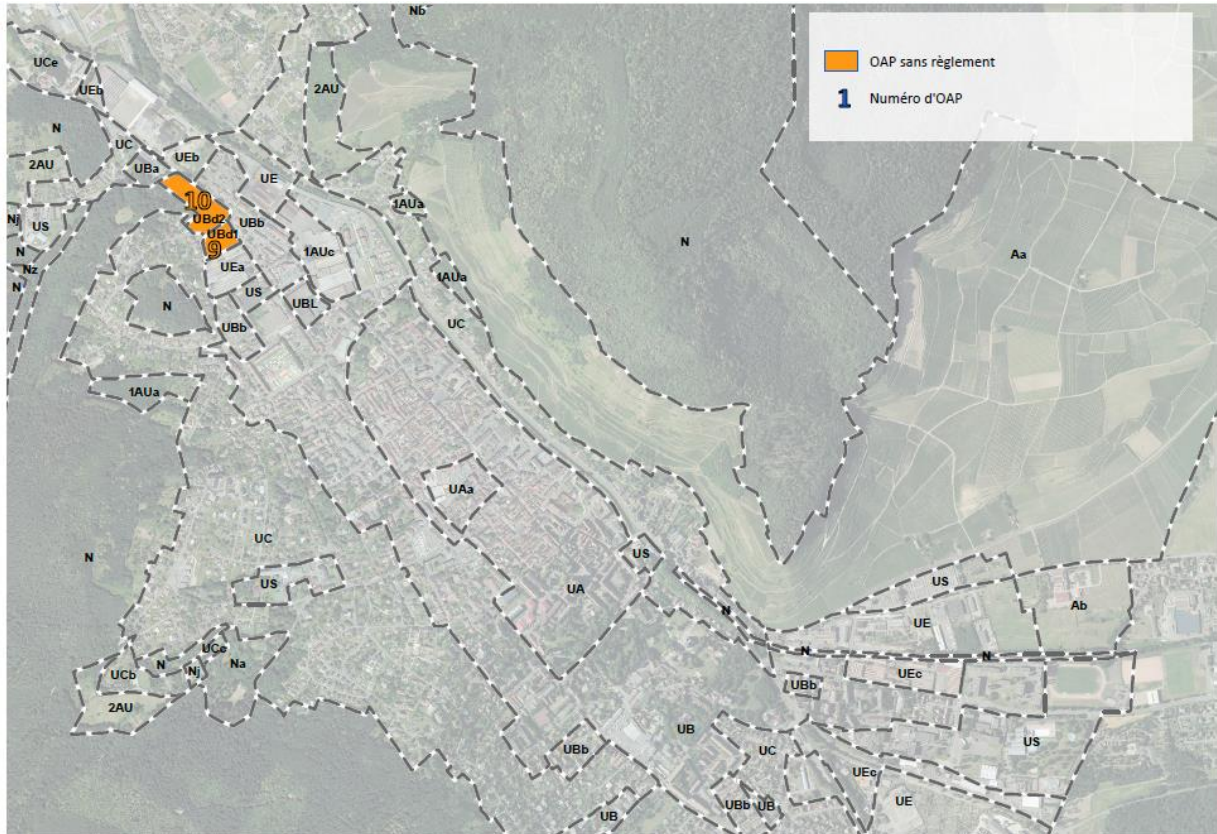 Nb
OAP sans règlement
1 Numéro d'OAP
UCe
UEb
2AU
N
UC
2AU
UBa
UEb
UE
10
1AUa
Nj
US
UBd2
UBb
UBd1
9
N
N
Nz
N
UEa
1AUc
1AUa
Aa
N
US
UBL
UBb
UC
1AUa
UAa
UC
N
US
US
US
UA
N
Ab
UE
UCe
N
Nj
Na
UCb
2AU
N
N
UBb
UEc
UB
US
UBb
UC
UEc
UBb
UB
UE
UB